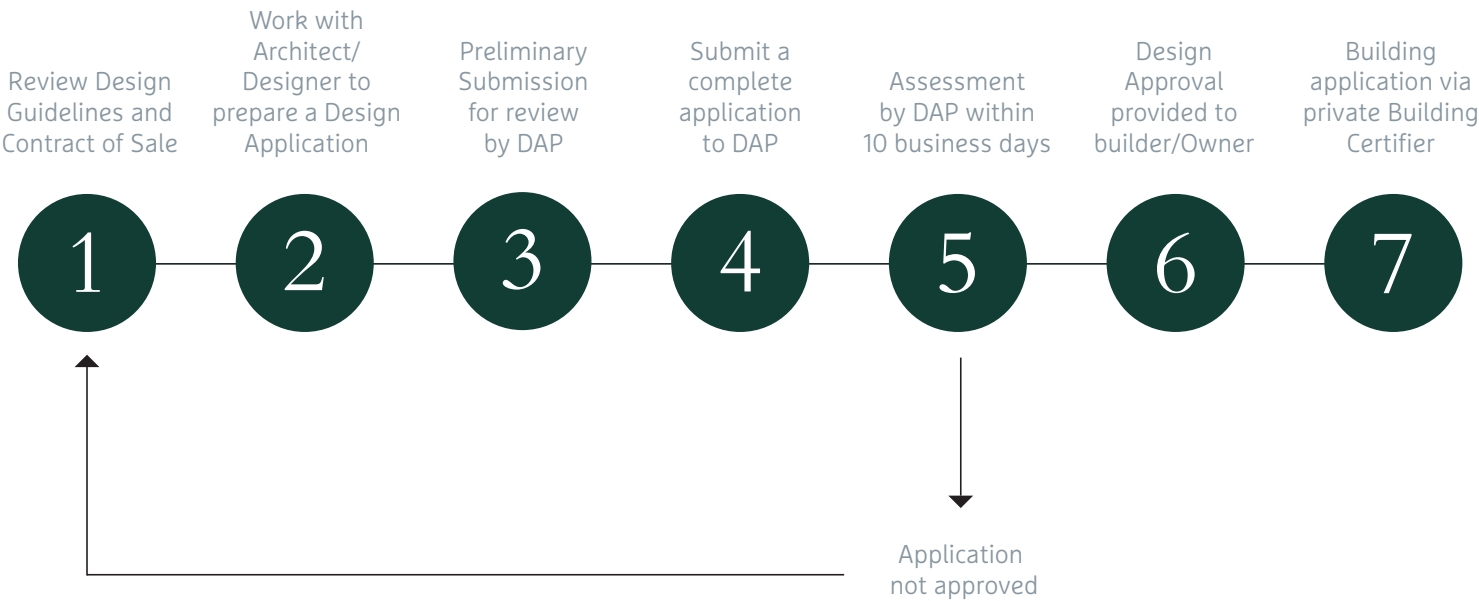 Review Design
Guidelines and
Contract of Sale
Work with
Architect/
Designer to
prepare a Design
Application
Preliminary
Submission
for review
by DAP
Submit a
complete
application
to DAP
Assessment
by DAP within
10 business days
Design
Approval
provided to
builder/Owner
Building
application via
private Building
Certifier
1
2
3
4
5
6
7
Application
not approved